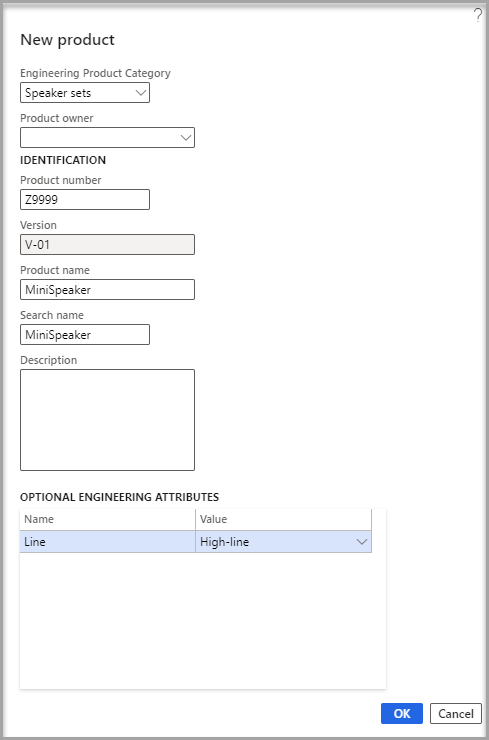 ?
New product
Engineering Product Category
Speaker sets
Product owner
IDENTIFICATION
Product number
Z9999
Version
V-01
Product name
MiniSpeaker
Search name
MiniSpeaker
Description
OPTIONAL ENGINEERING ATTRIBUTES
Name Value
Line High-line
OK Cancel